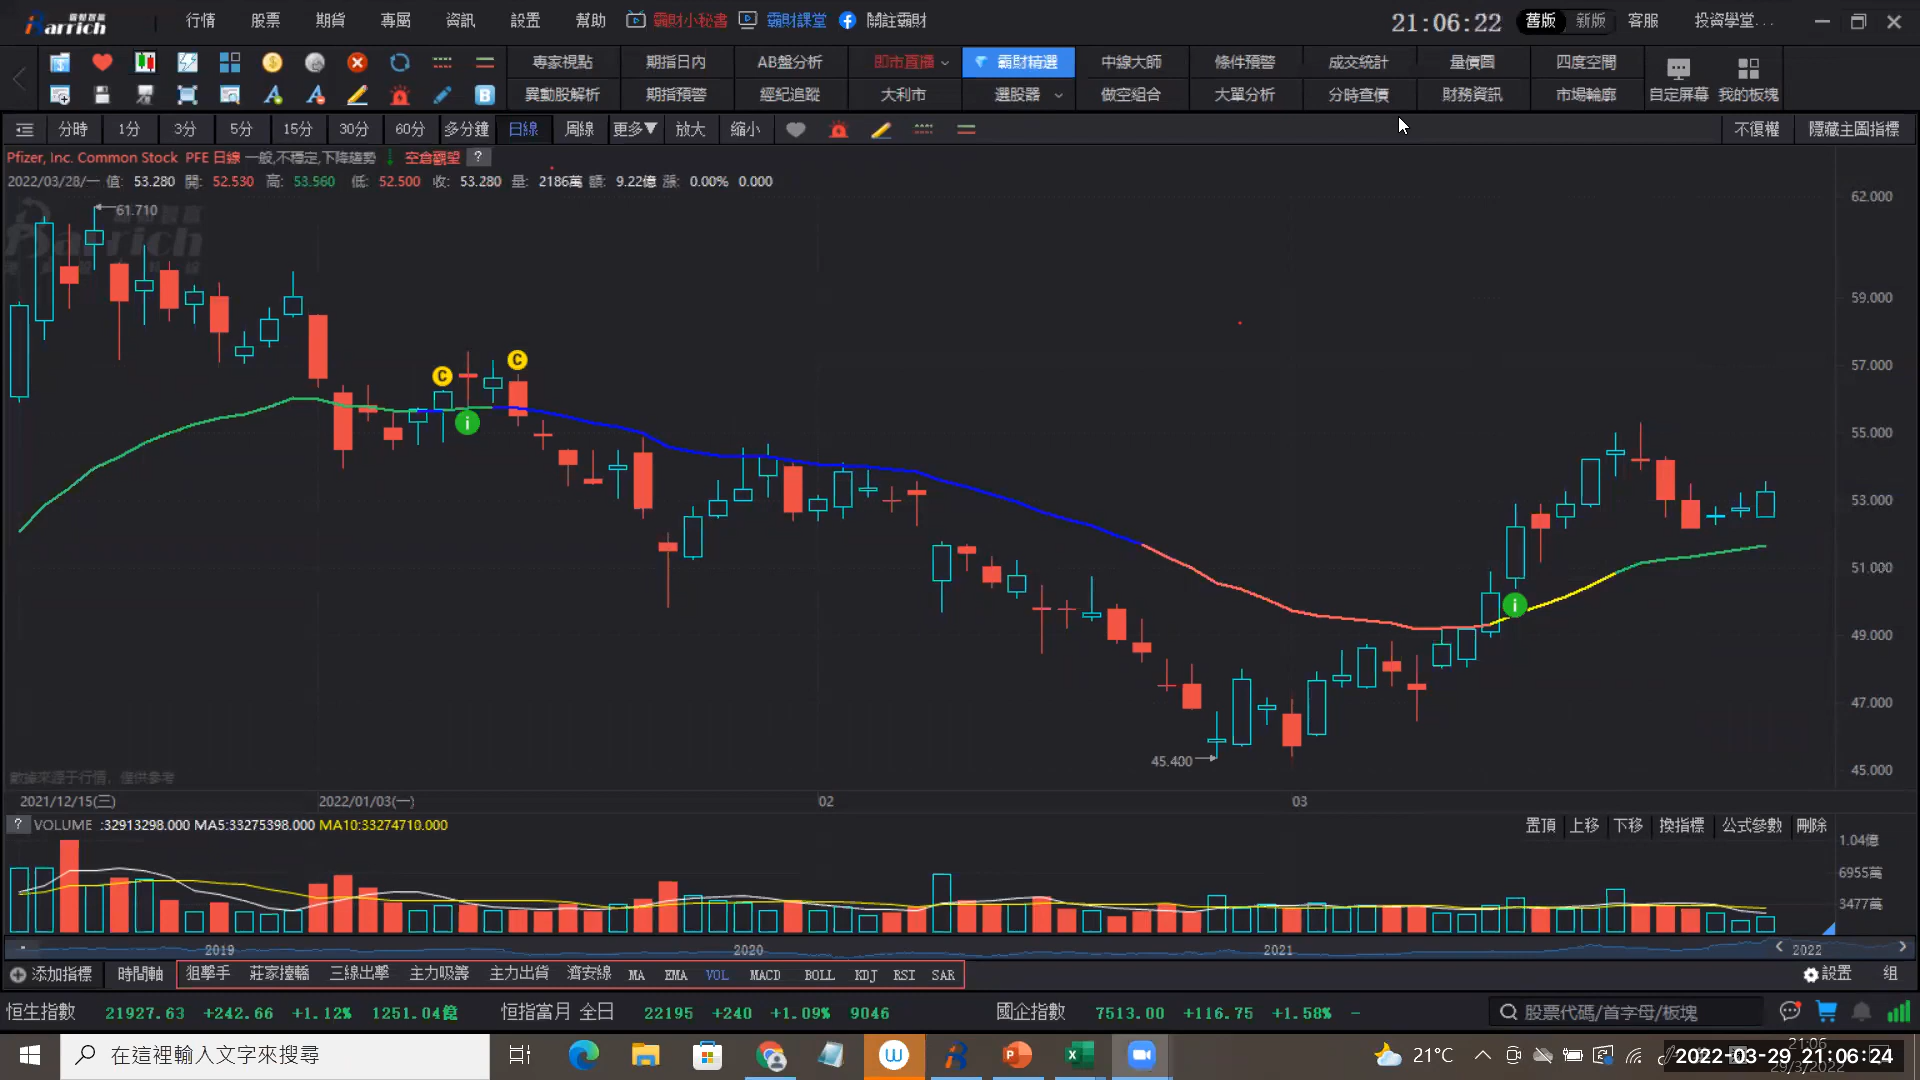 Barrich 行情 股票 期貨 專屬 資訊 設置 幫助 霸財小秘書 霸財課堂 關註霸財 21:06:22 舊版 新版 客服 投資學堂...
專家視點 期指日內 AB盤分析 即市直播 霸財精選 中線大師 條件預警 成交統計 量價圖 四度空間
異動股解析 期指預警 經紀追蹤 大利市 選股器 做空組合 大單分析 分時查價 財務資訊 市場輪廓 自定屏幕 我的板塊
分時 1分 3分 5分 15分 30分 60分 多分鐘 日線 周線 更多▼ 放大 縮小 不復權 隱藏主圖指標
Pfizer, Inc. Common Stock PFE 日線 一般,不穩定,下降趨勢 空倉觀望 ?
2022/03/28/一 值: 53.280 開: 52.530 高: 53.560 低: 52.500 收: 53.280 量: 2186萬 額: 9.22億 漲: 0.00% 0.000
62.000
61.710
59.000
57.000
55.000
53.000
51.000
49.000
47.000
45.400
45.000
數據來源于行情，僅供參考
2021/12/15(三) 2022/01/03(一) 02 03
? VOLUME :32913298.000 MA5:33275398.000 MA10:33274710.000 置頂 上移 下移 換指標 公式參數 刪除
1.04億
6955萬
3477萬
2019 2020 2021 2022
添加指標 時間軸 狙擊手 莊家擡轎 三線出擊 主力吸籌 主力出貨 濟安線 MA EMA VOL MACD BOLL KDJ RSI SAR 設置 组
恒生指數 21927.63 +242.66 +1.12% 1251.04億 恒指當月 全日 22195 +240 +1.09% 9046 國企指數 7513.00 +116.75 +1.58% - 股票代碼/首字母/板塊
在這裡輸入文字來搜尋 21°C 2022-03-29 21:06:24